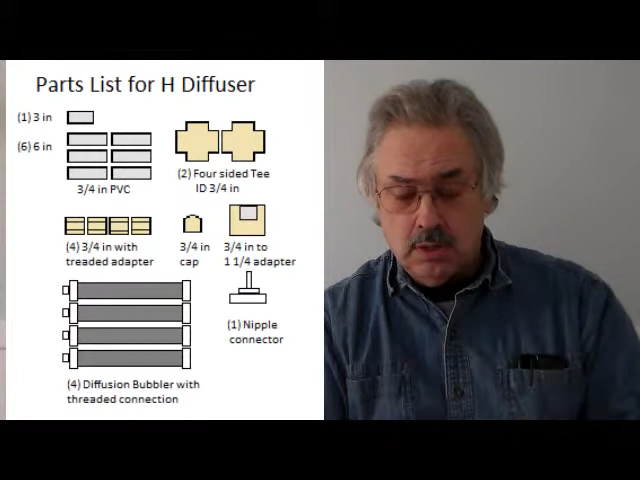 Parts List for H Diffuser
(1) 3 in
(6) 6 in
3/4 in PVC
(2) Four sided Tee
ID 3/4 in
(4) 3/4 in with
treaded adapter
3/4 in
cap
3/4 in to
1 1/4 adapter
(1) Nipple
connector
(4) Diffusion Bubbler with
threaded connection